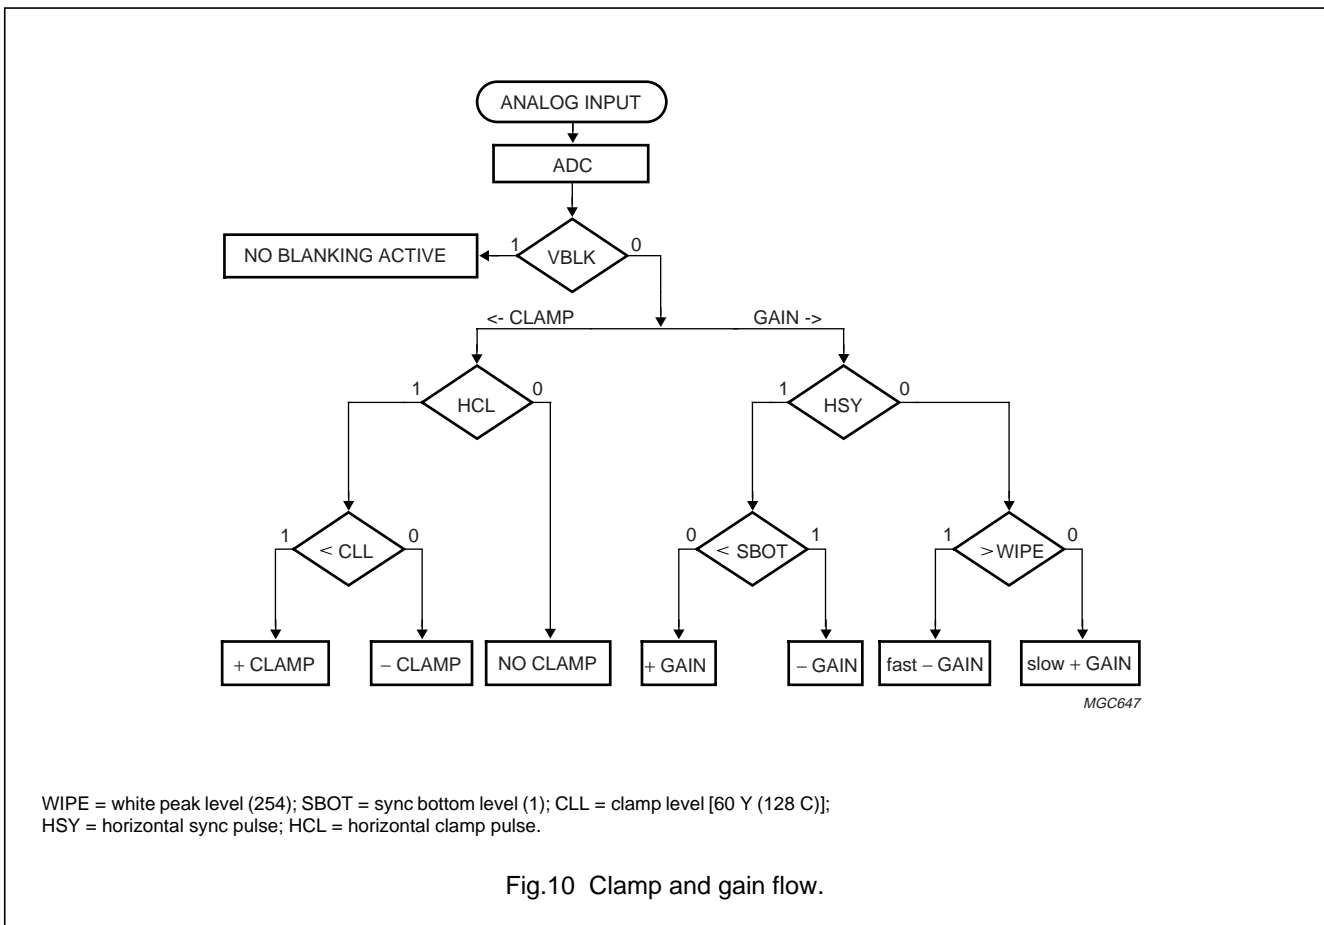 ANALOG INPUT
ADC
NO BLANKING ACTIVE
1 VBLK 0
<- CLAMP GAIN ->
1 HCL 0
1 HSY 0
1 < CLL 0
0 < SBOT 1
1 > WIPE 0
+ CLAMP
− CLAMP
NO CLAMP
+ GAIN
− GAIN
fast − GAIN
slow + GAIN
MGC647
WIPE = white peak level (254); SBOT = sync bottom level (1); CLL = clamp level [60 Y (128 C)];
HSY = horizontal sync pulse; HCL = horizontal clamp pulse.
Fig.10 Clamp and gain flow.